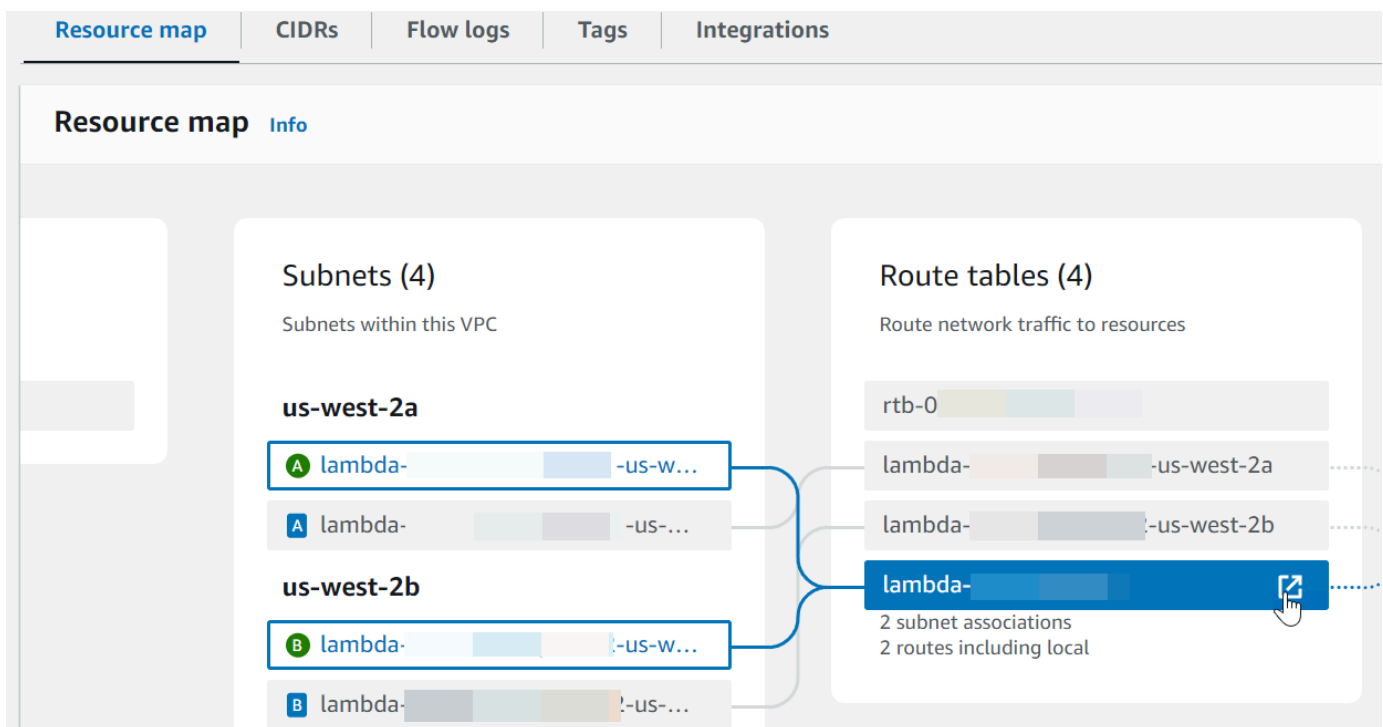 Resource map CIDRs Flow logs Tags Integrations
Resource map Info
Subnets (4)
Subnets within this VPC
us-west-2a
A lambda- -us-w...
A lambda- -us-...
us-west-2b
B lambda- -us-w...
B lambda- -us-...
Route tables (4)
Route network traffic to resources
rtb-0
lambda- -us-west-2a
lambda- -us-west-2b
lambda-
2 subnet associations
2 routes including local